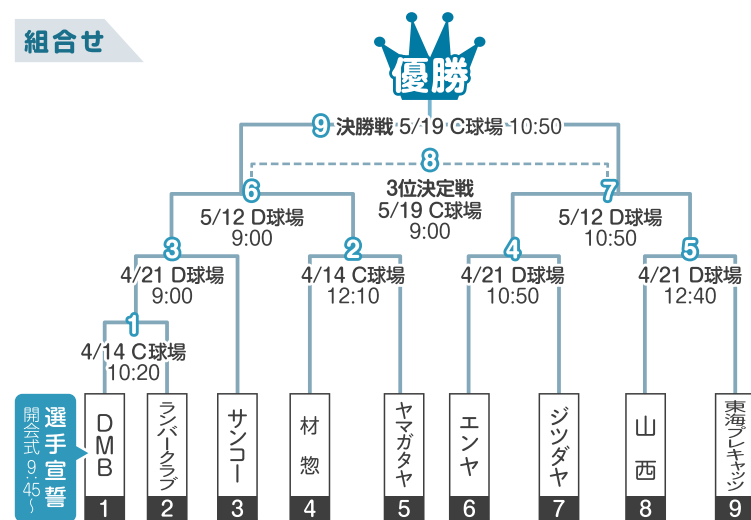 組合せ
優勝
9 決勝戦 5/19 C球場 10:50
8
3位決定戦
5/19 C球場
9:00
6
5/12 D球場
9:00
7
5/12 D球場
10:50
3
4/21 D球場
9:00
2
4/14 C球場
12:10
4
4/21 D球場
10:50
5
4/21 D球場
12:40
1
4/14 C球場
10:20
選手宣誓
開会式 9:45~
DMB
1
ランバークラブ
2
サンコー
3
材惣
4
ヤマガタヤ
5
エンヤ
6
ジツダヤ
7
山西
8
東海プレキャッツ
9